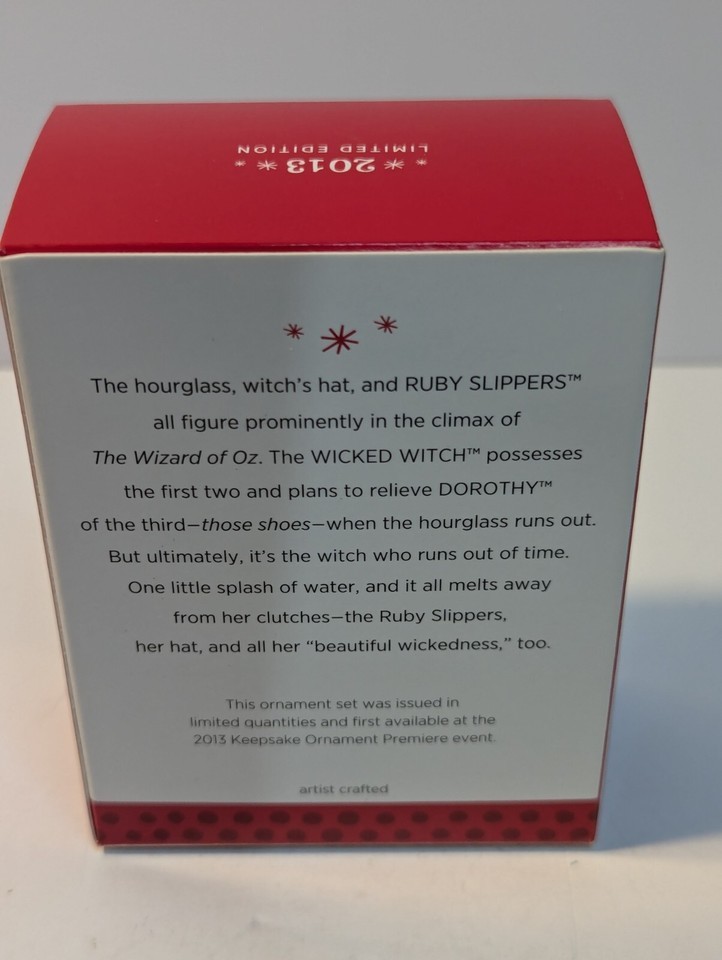 LIMITED EDITION
2013
The hourglass, witch's hat, and RUBY SLIPPERS™
all figure prominently in the climax of
The Wizard of Oz. The WICKED WITCH™ possesses
the first two and plans to relieve DOROTHY™
of the third—those shoes—when the hourglass runs out.
But ultimately, it's the witch who runs out of time.
One little splash of water, and it all melts away
from her clutches—the Ruby Slippers,
her hat, and all her “beautiful wickedness,” too.
This ornament set was issued in
limited quantities and first available at the
2013 Keepsake Ornament Premiere event.
artist crafted